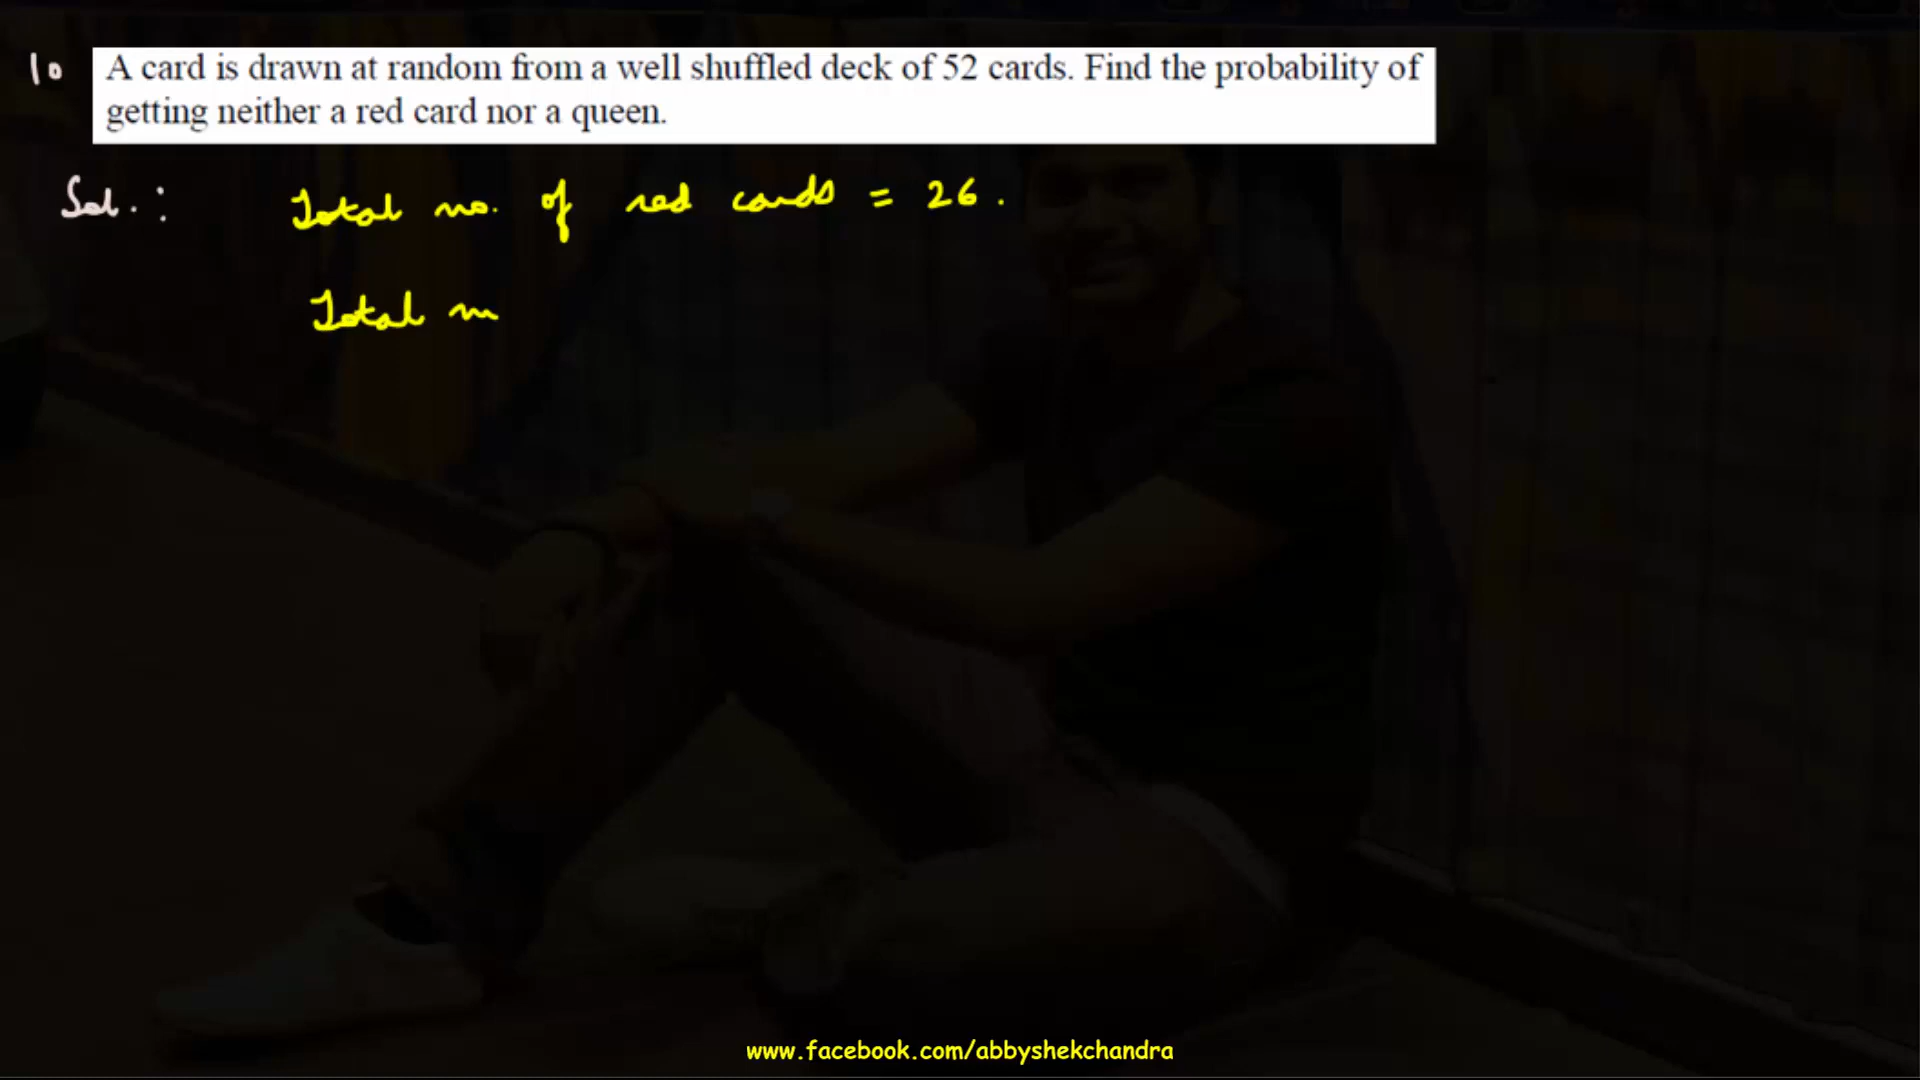 10 A card is drawn at random from a well shuffled deck of 52 cards. Find the probability of
getting neither a red card nor a queen.
Sol. : Total no. of red cards = 26.
Total n
www.facebook.com/abbyshekchandra